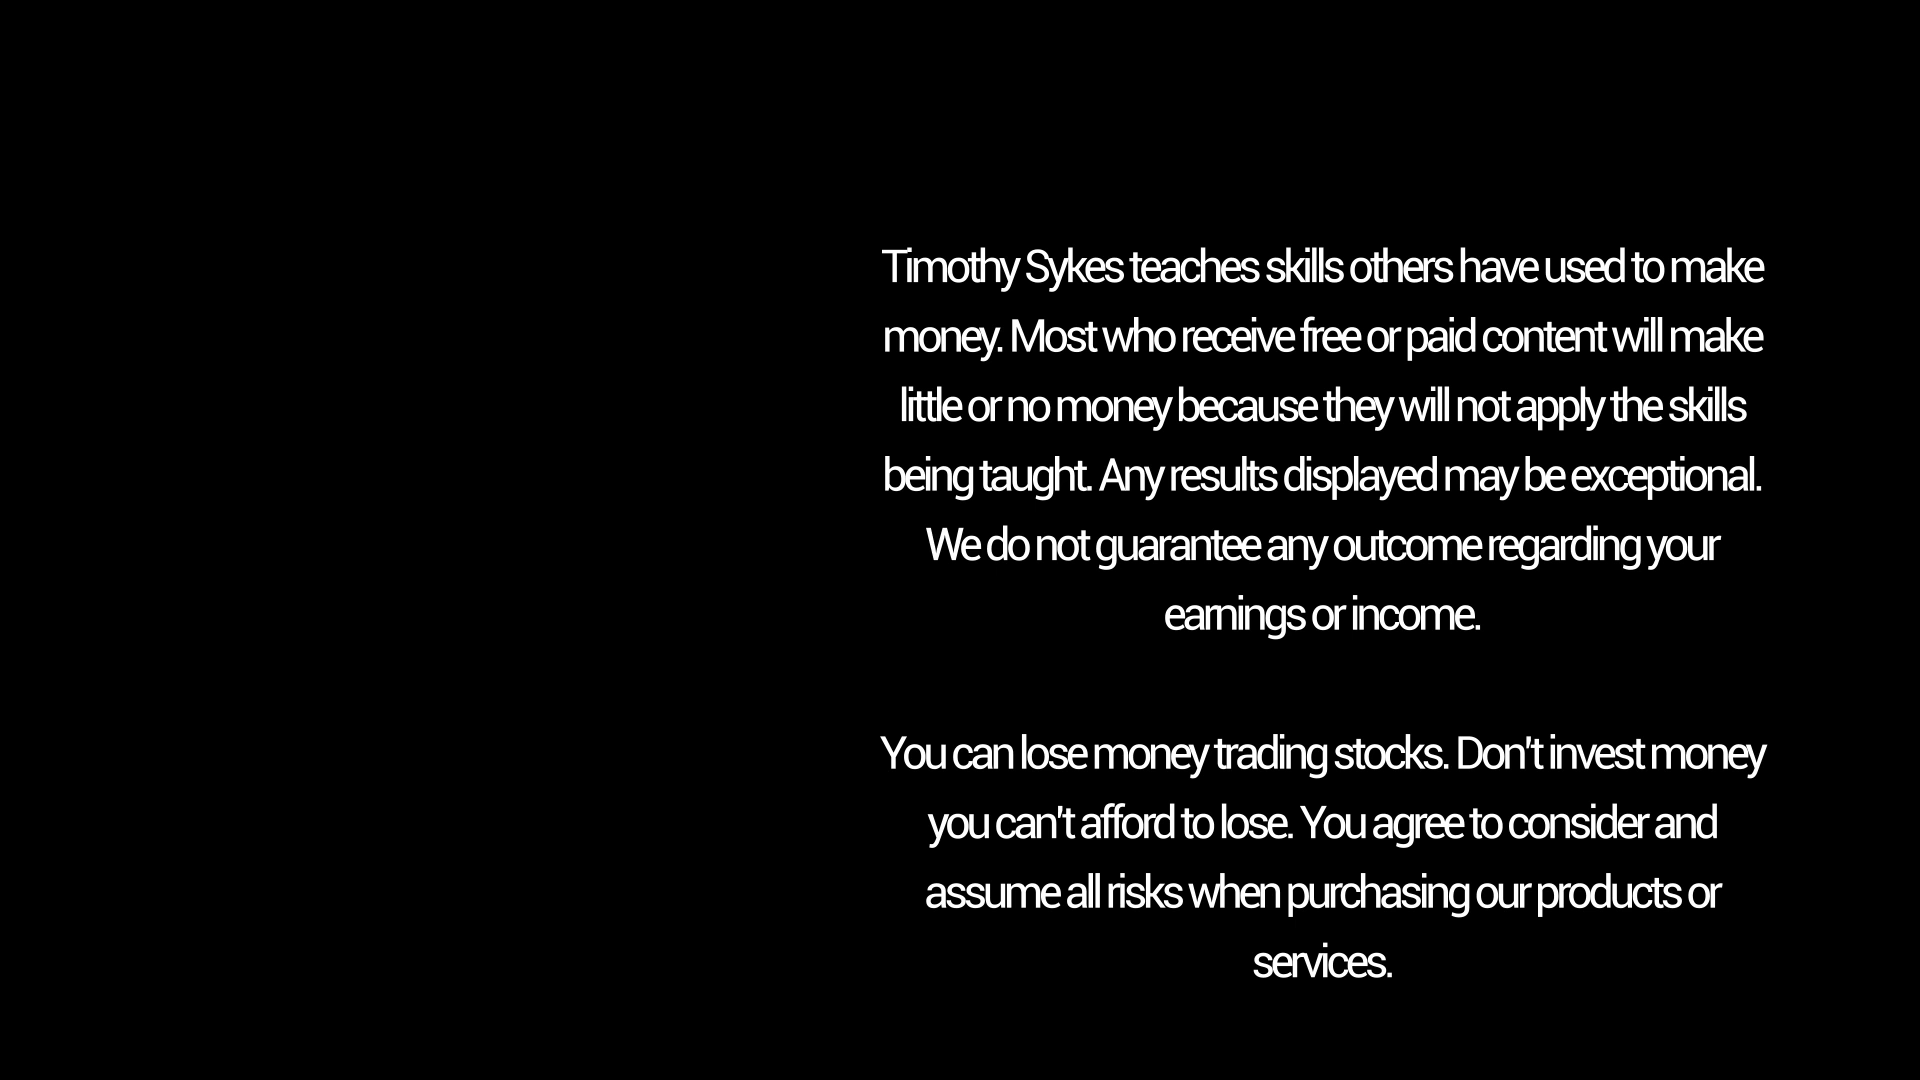 Timothy Sykes teaches skills others have used to make
money. Most who receive free or paid content will make
little or no money because they will not apply the skills
being taught. Any results displayed may be exceptional.
We do not guarantee any outcome regarding your
earnings or income.
You can lose money trading stocks. Don't invest money
you can't afford to lose. You agree to consider and
assume all risks when purchasing our products or
services.